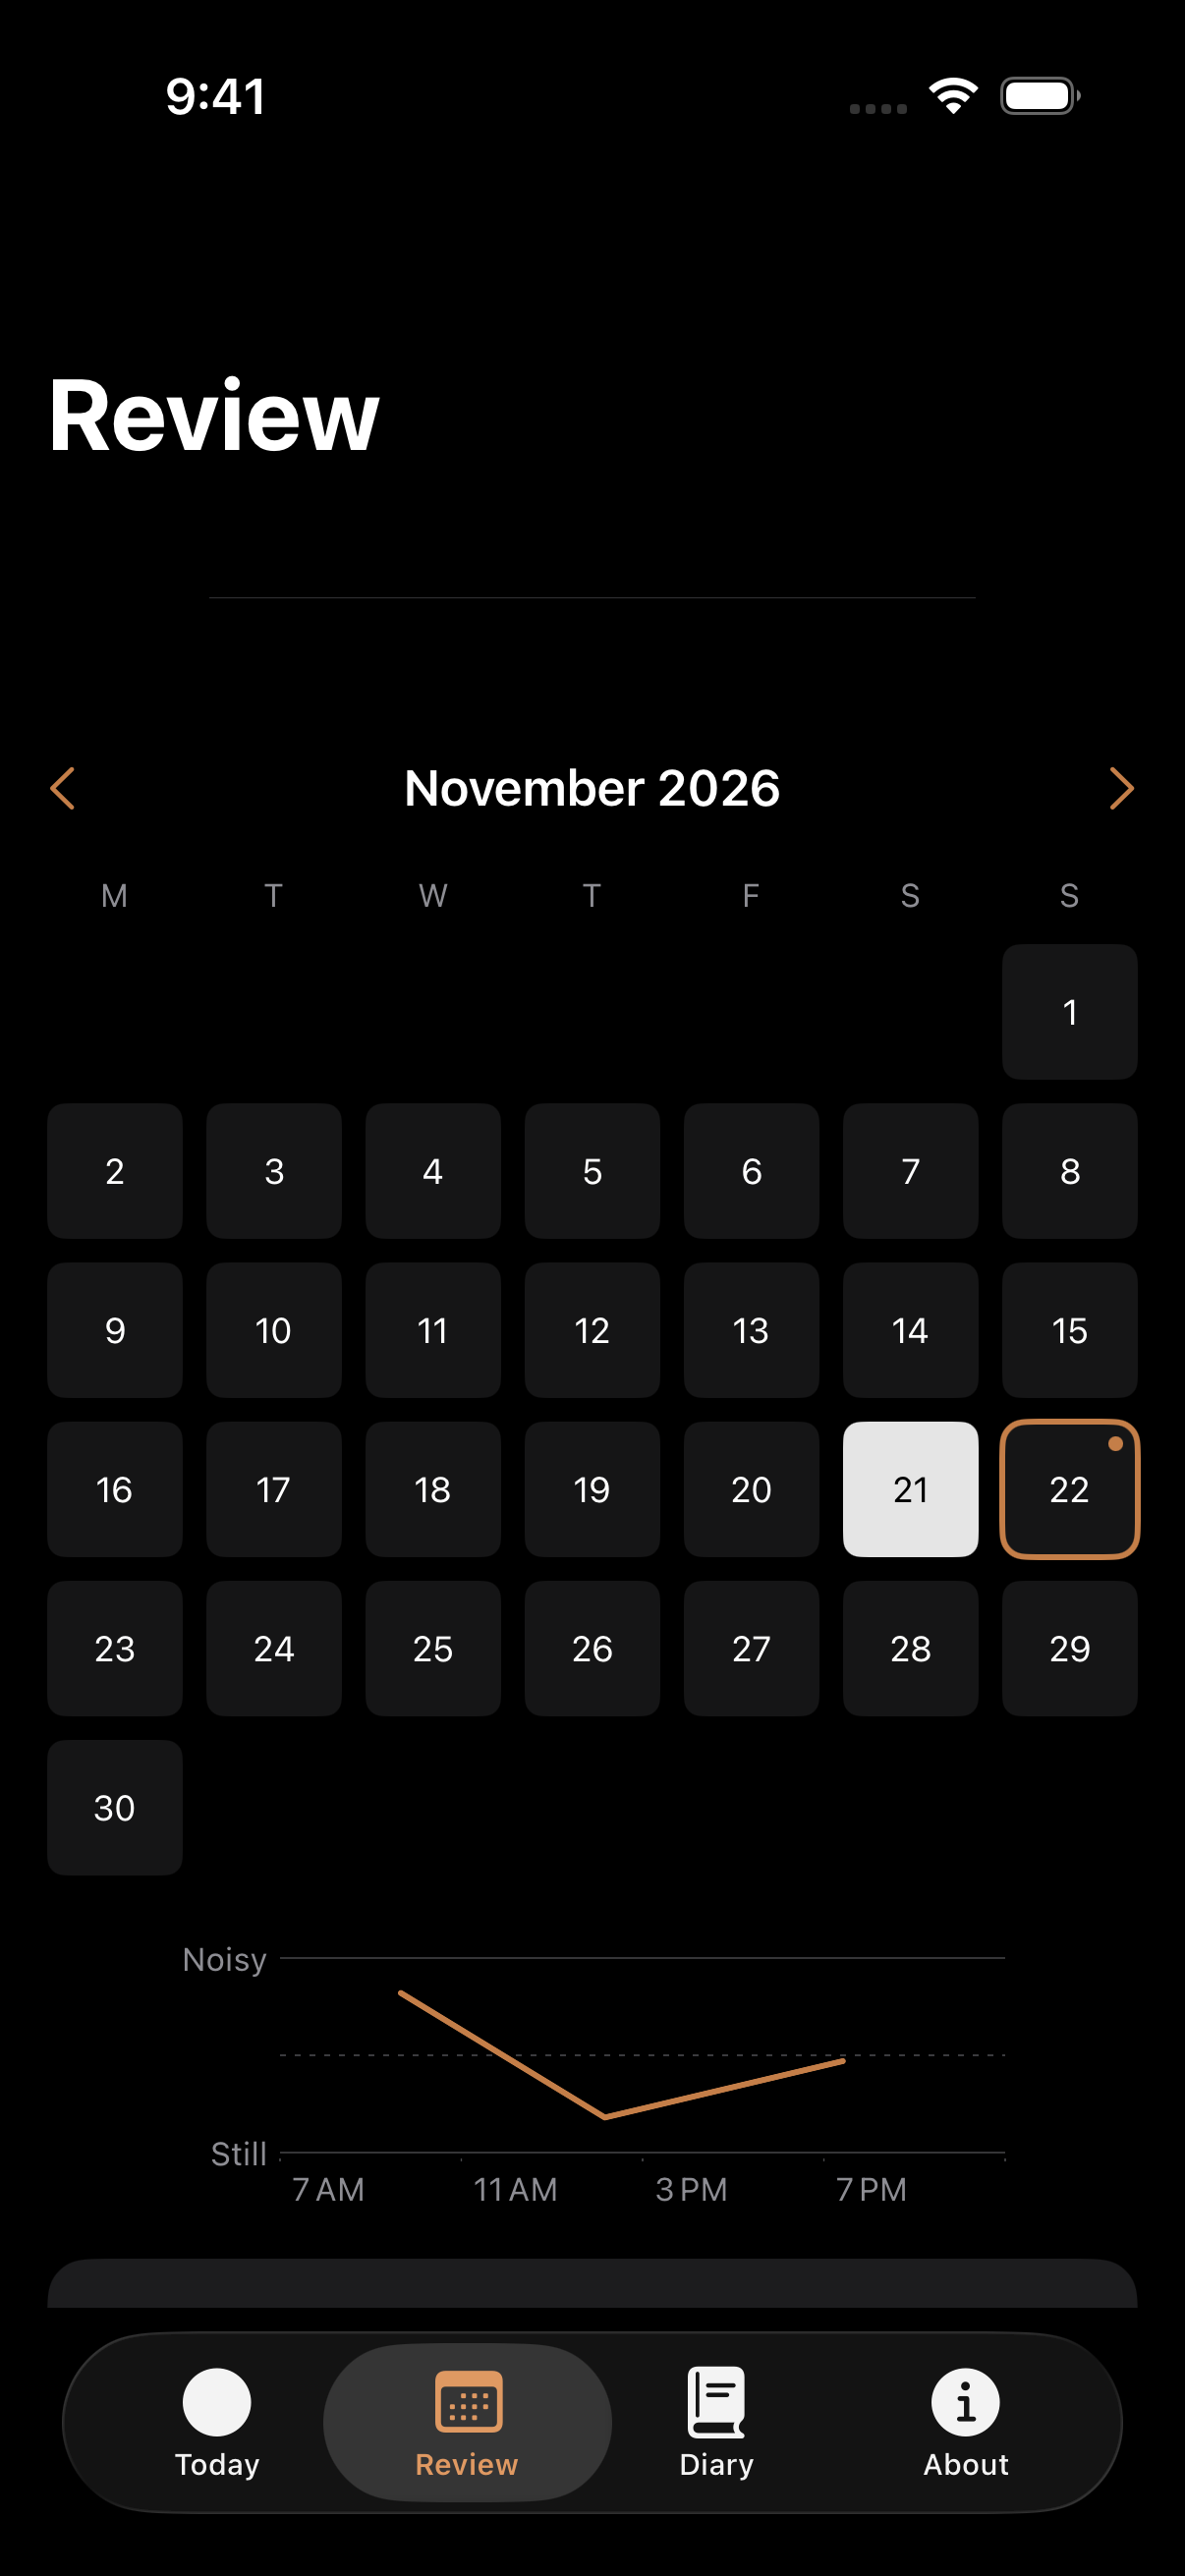 9:41
Review
November 2026
M T W T F S S
1
2 3 4 5 6 7 8
9 10 11 12 13 14 15
16 17 18 19 20 21 22
23 24 25 26 27 28 29
30
Noisy
Still
7 AM 11 AM 3 PM 7 PM
Today Review Diary About